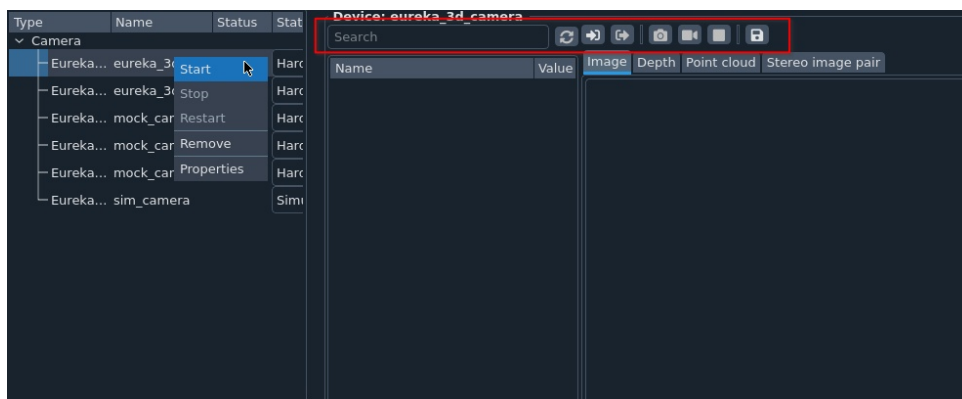 Type Name Status Stat
Device: eureka_3d_camera
Search
Camera
Eureka... eureka_3d Hard
Start
Name Value
Image Depth Point cloud Stereo image pair
Eureka... eureka_3d Hard
Stop
Eureka... mock_car Hard
Restart
Eureka... mock_car Hard
Remove
Eureka... mock_car Hard
Properties
Eureka... sim_camera Simu